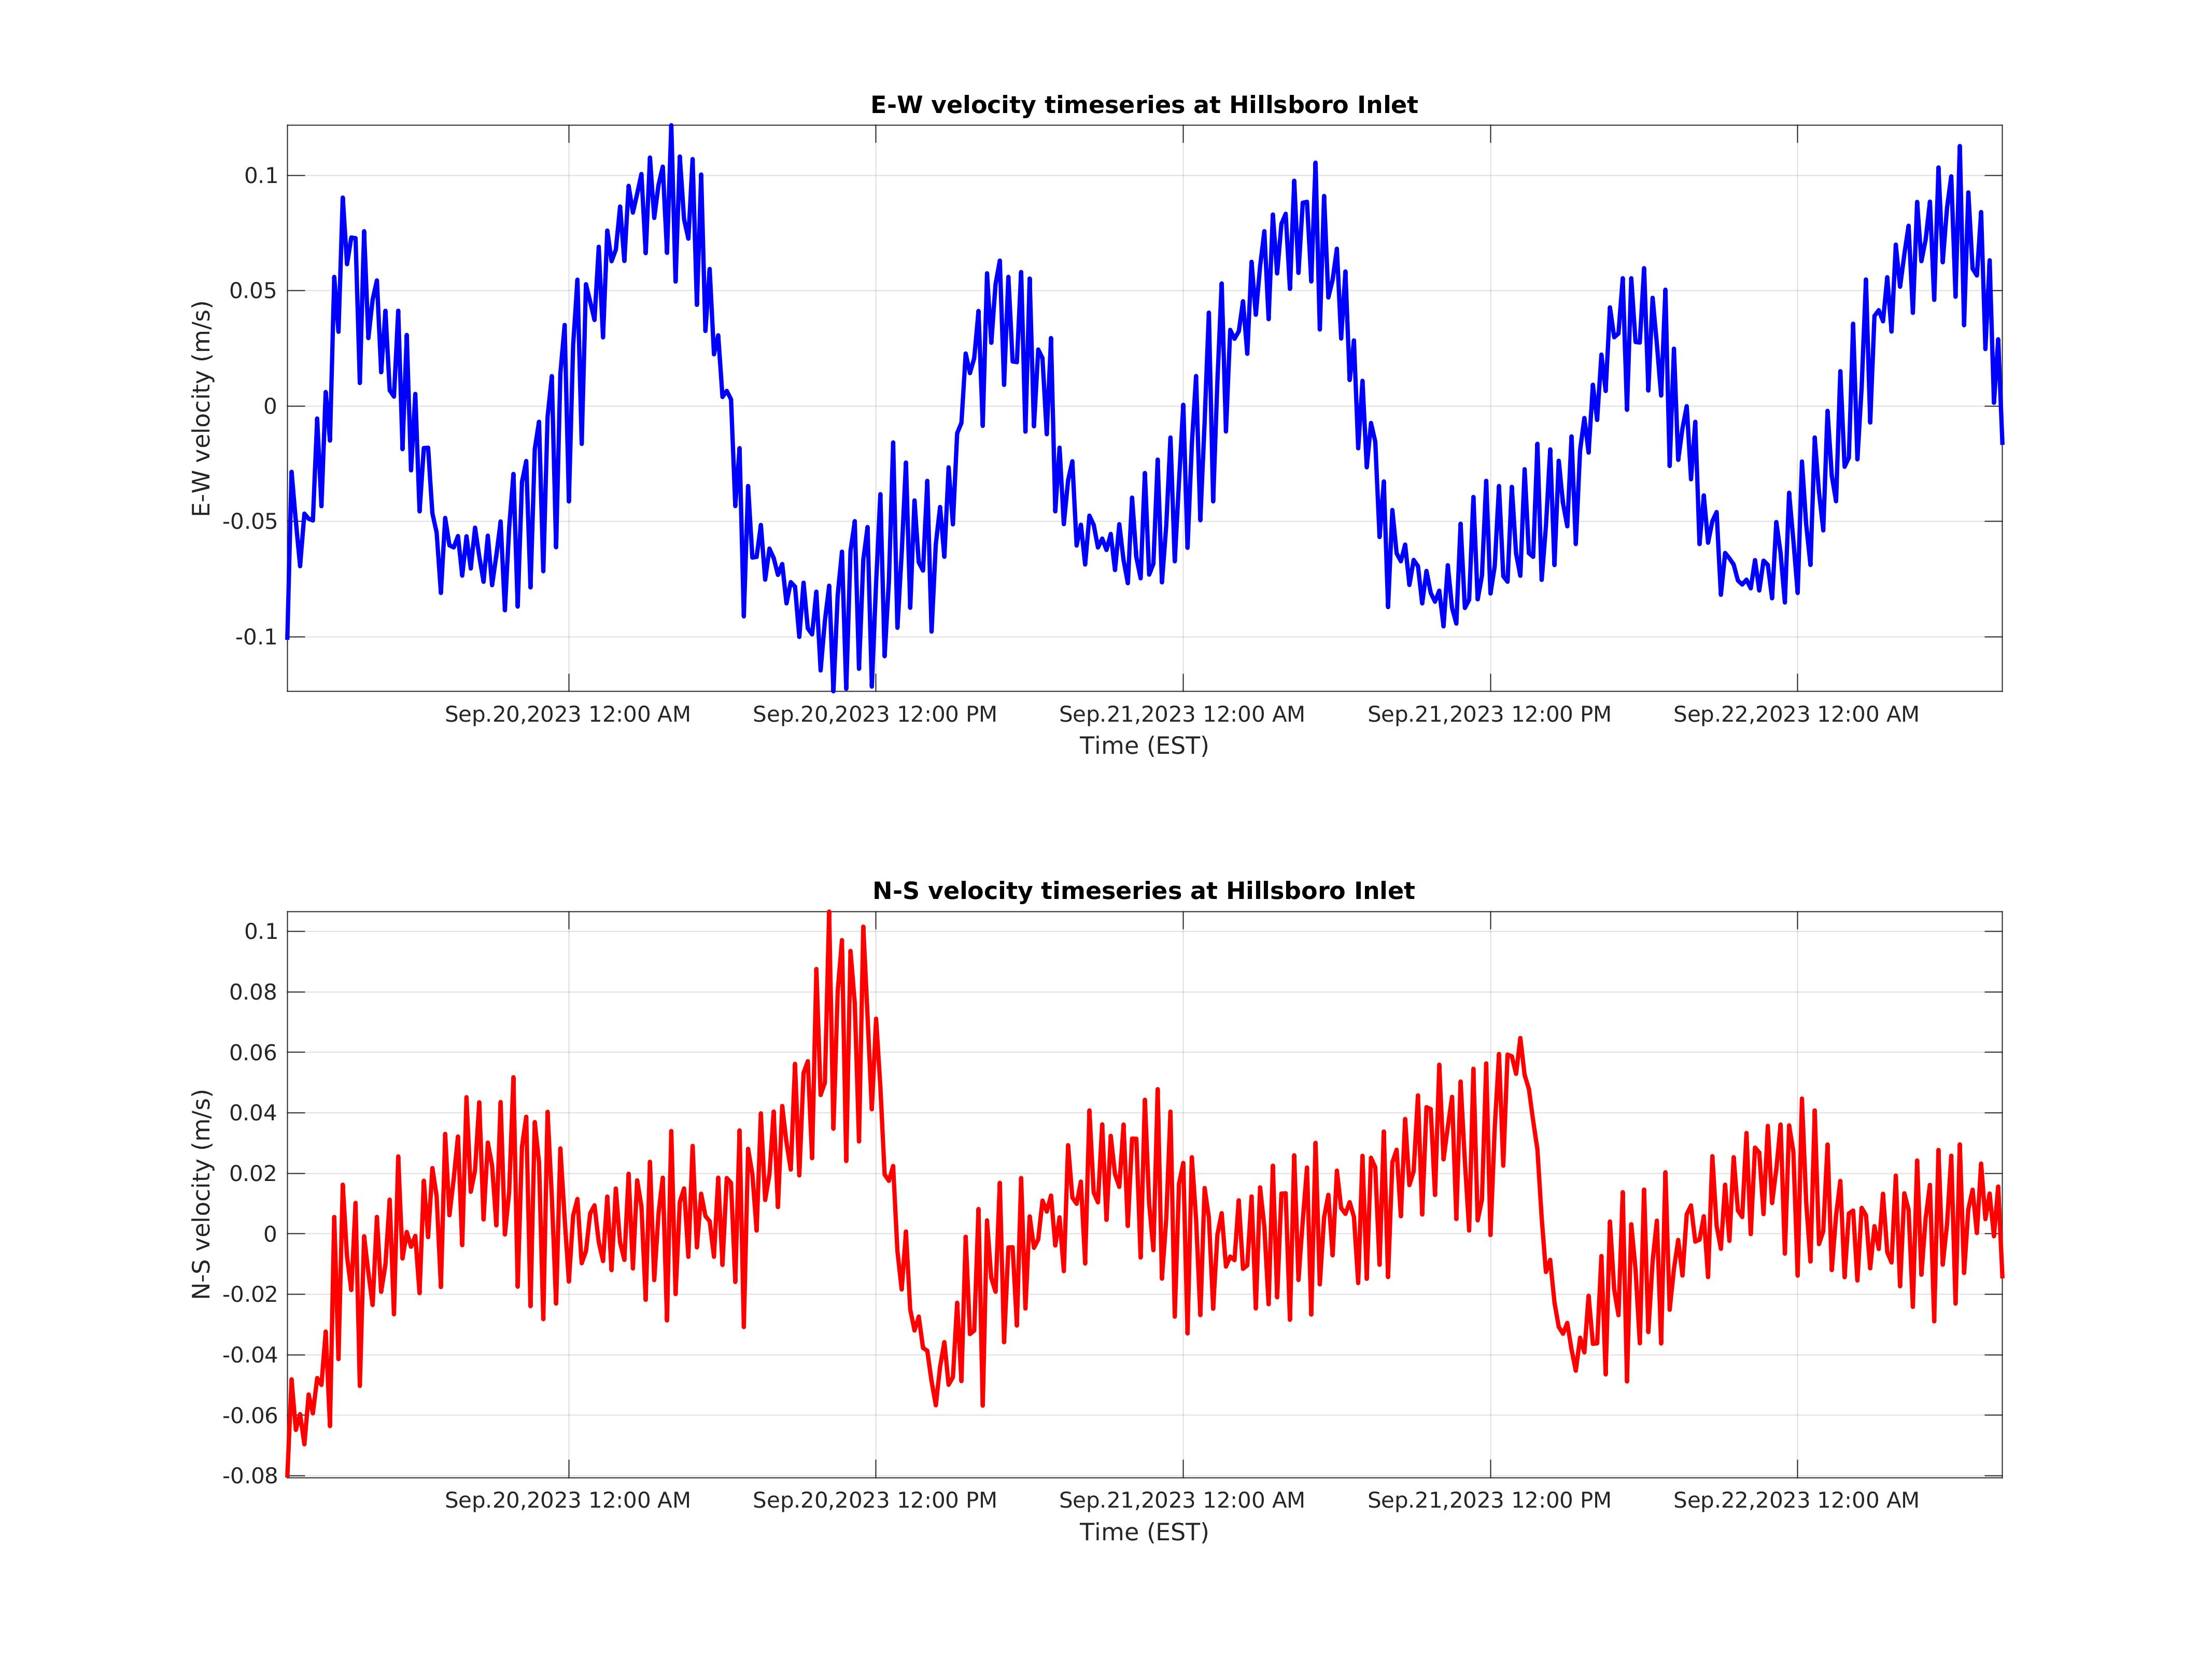 E-W velocity timeseries at Hillsboro Inlet
E-W velocity (m/s)
0.1
0.05
0
-0.05
-0.1
Sep.20,2023 12:00 AM Sep.20,2023 12:00 PM Sep.21,2023 12:00 AM Sep.21,2023 12:00 PM Sep.22,2023 12:00 AM
Time (EST)
N-S velocity timeseries at Hillsboro Inlet
N-S velocity (m/s)
0.1
0.08
0.06
0.04
0.02
0
-0.02
-0.04
-0.06
-0.08
Sep.20,2023 12:00 AM Sep.20,2023 12:00 PM Sep.21,2023 12:00 AM Sep.21,2023 12:00 PM Sep.22,2023 12:00 AM
Time (EST)